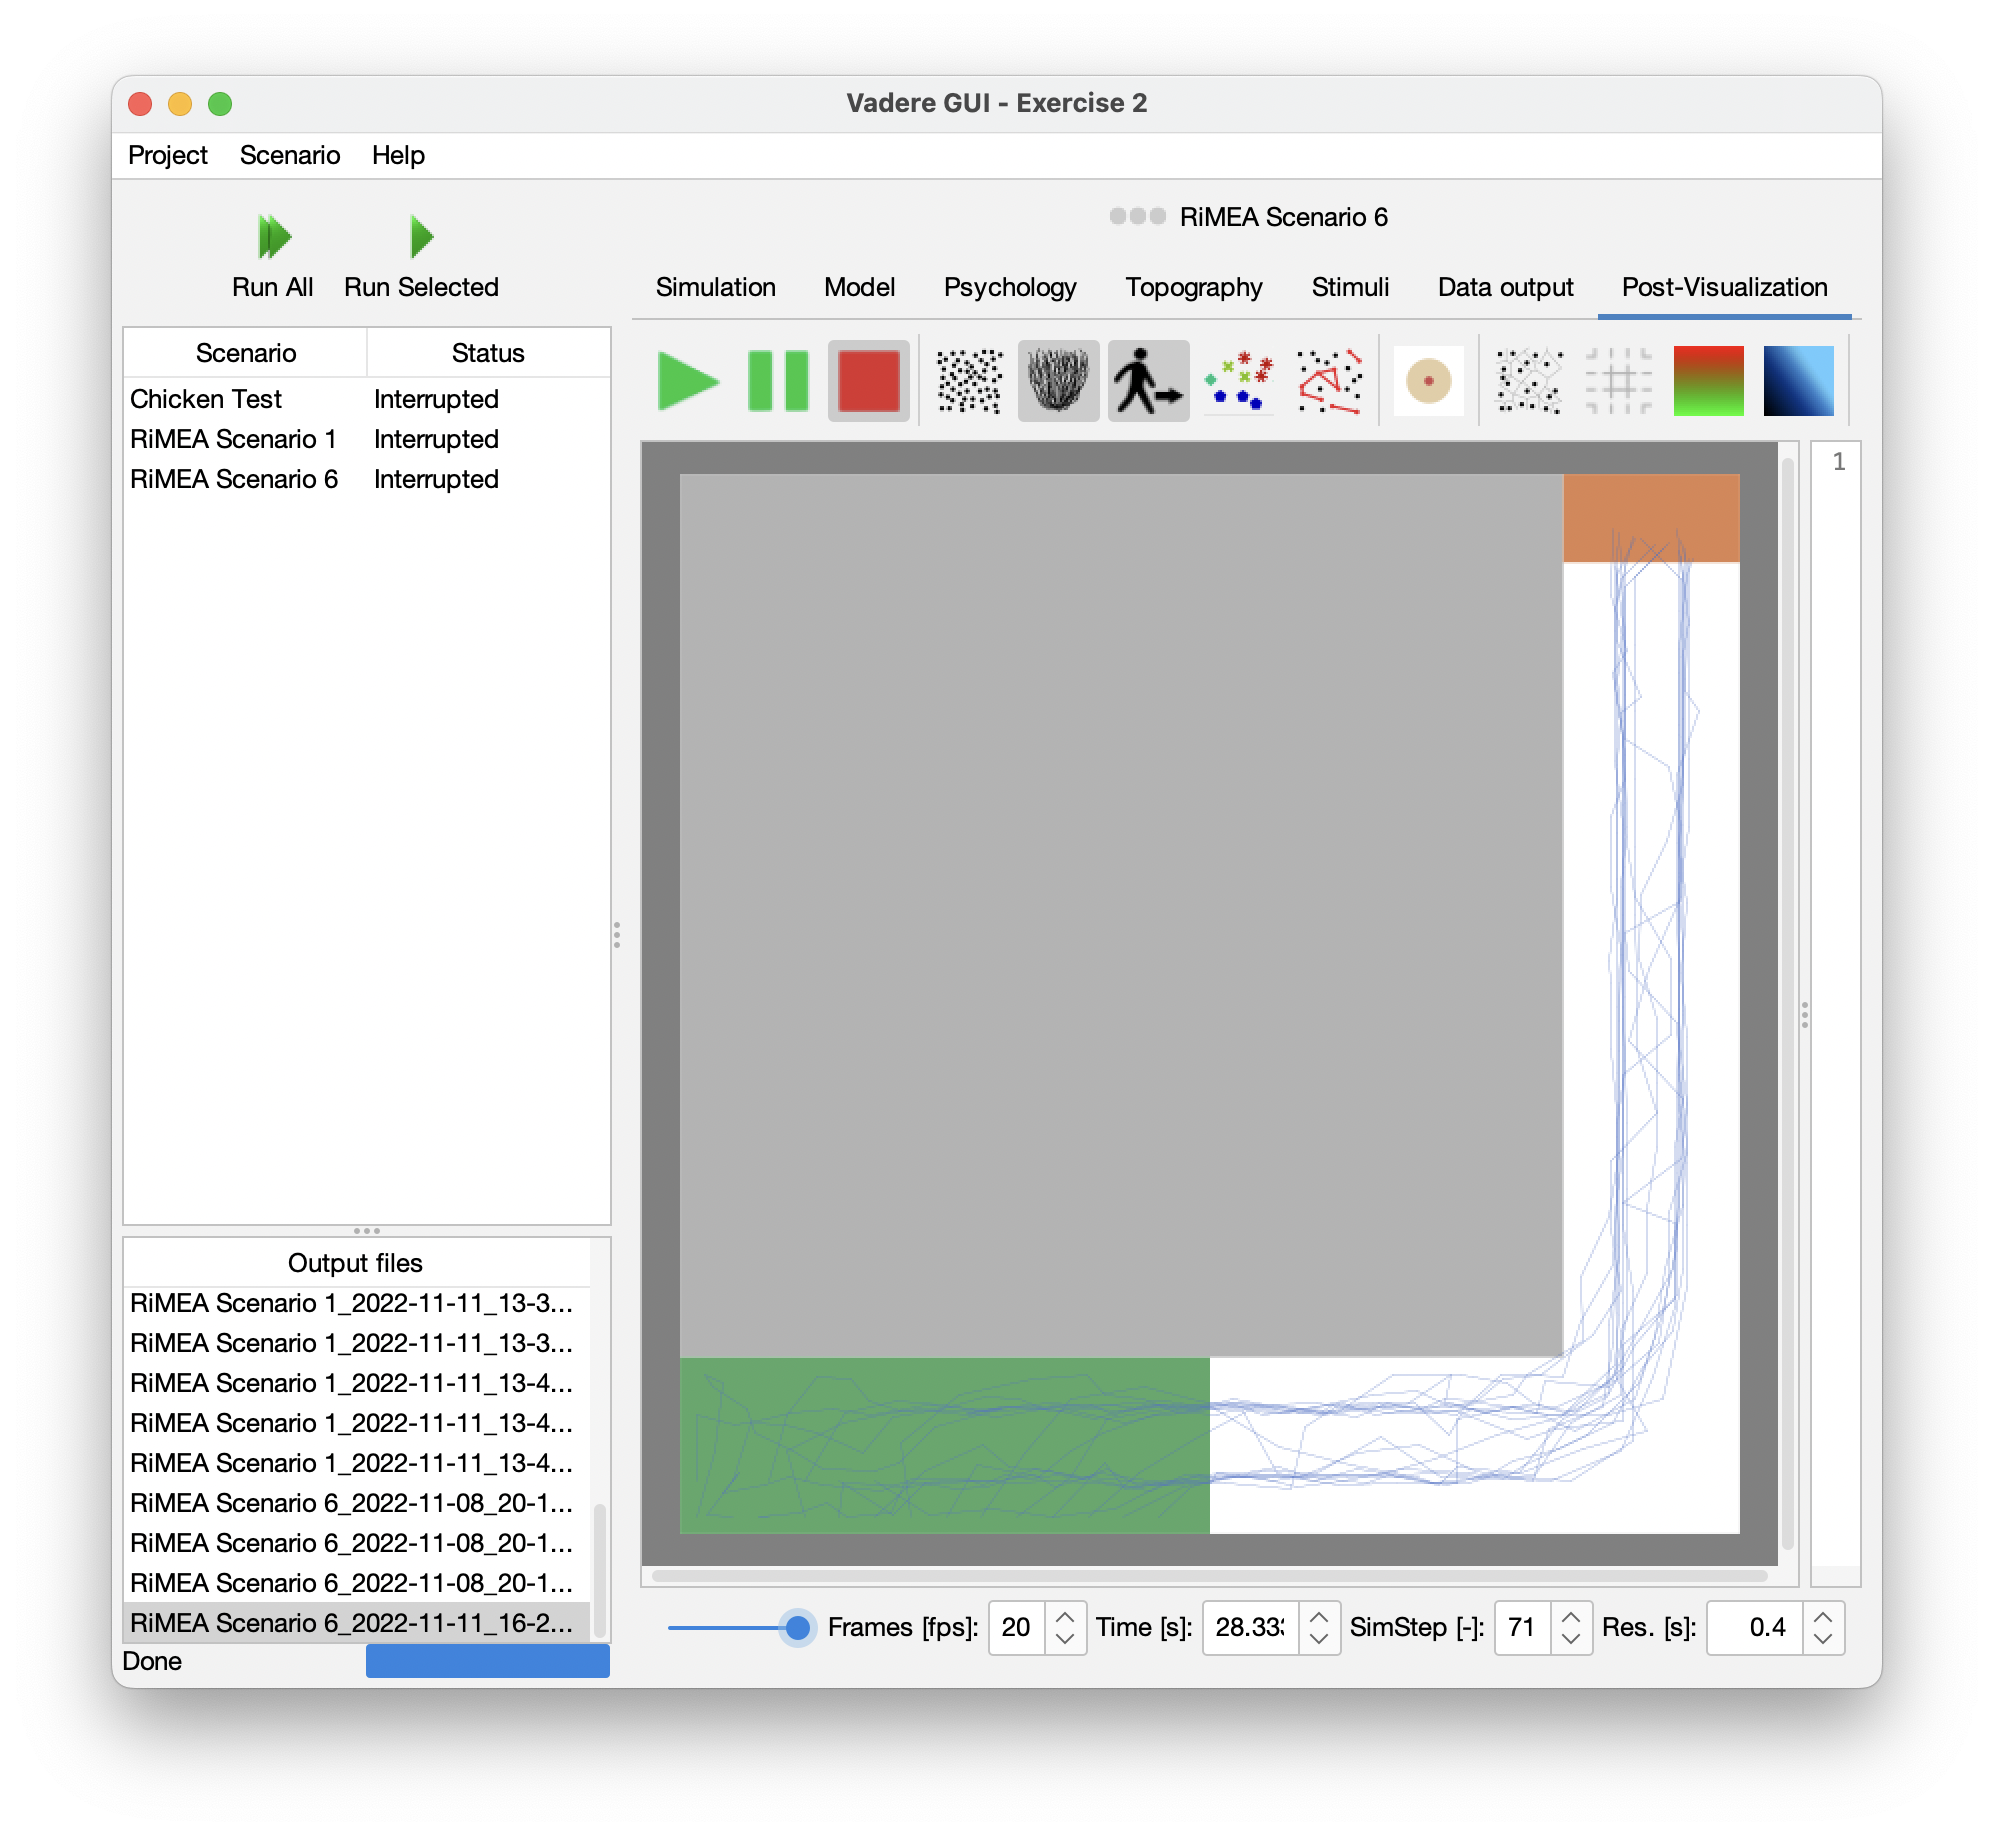 Vadere GUI - Exercise 2
Project Scenario Help
Run All Run Selected
RiMEA Scenario 6
Simulation Model Psychology Topography Stimuli Data output Post-Visualization
Scenario Status
Chicken Test Interrupted
RiMEA Scenario 1 Interrupted
RiMEA Scenario 6 Interrupted
1
Output files
RiMEA Scenario 1_2022-11-11_13-3...
RiMEA Scenario 1_2022-11-11_13-3...
RiMEA Scenario 1_2022-11-11_13-4...
RiMEA Scenario 1_2022-11-11_13-4...
RiMEA Scenario 1_2022-11-11_13-4...
RiMEA Scenario 6_2022-11-08_20-1...
RiMEA Scenario 6_2022-11-08_20-1...
RiMEA Scenario 6_2022-11-08_20-1...
RiMEA Scenario 6_2022-11-11_16-2...
Done
Frames [fps]: 20 Time [s]: 28.33 SimStep [-]: 71 Res. [s]: 0.4